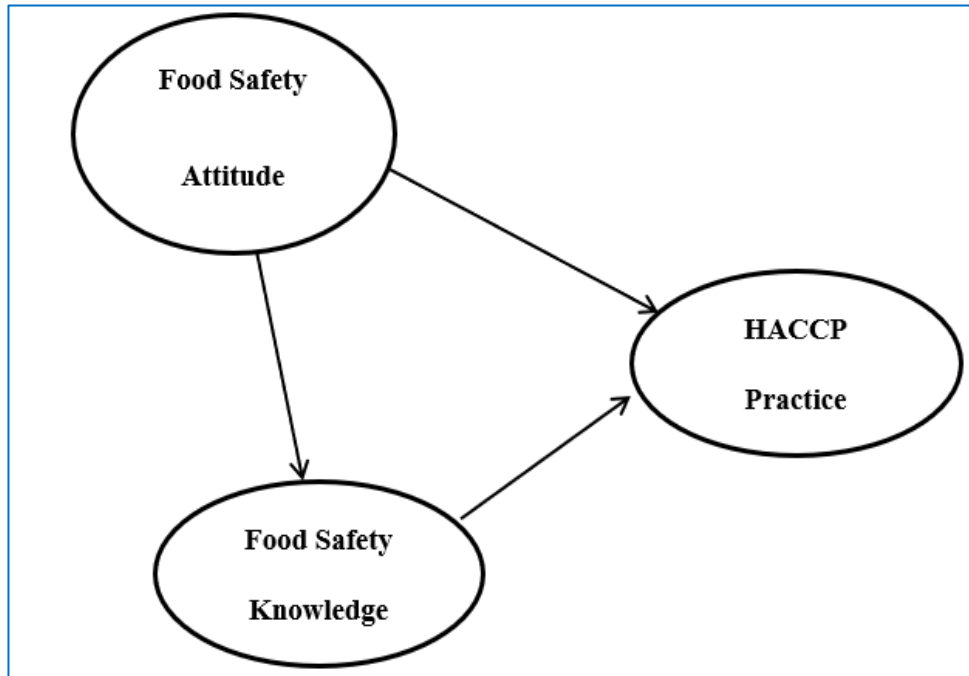 Food Safety
Attitude
HACCP
Practice
Food Safety
Knowledge